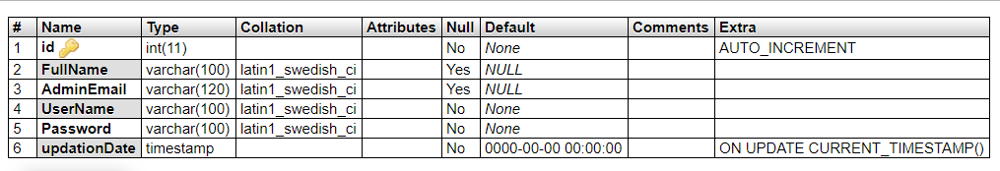 # Name Type Collation Attributes Null Default Comments Extra
1 id int(11) No None AUTO_INCREMENT
2 FullName varchar(100) latin1_swedish_ci Yes NULL
3 AdminEmail varchar(120) latin1_swedish_ci Yes NULL
4 UserName varchar(100) latin1_swedish_ci No None
5 Password varchar(100) latin1_swedish_ci No None
6 updationDate timestamp No 0000-00-00 00:00:00 ON UPDATE CURRENT_TIMESTAMP()